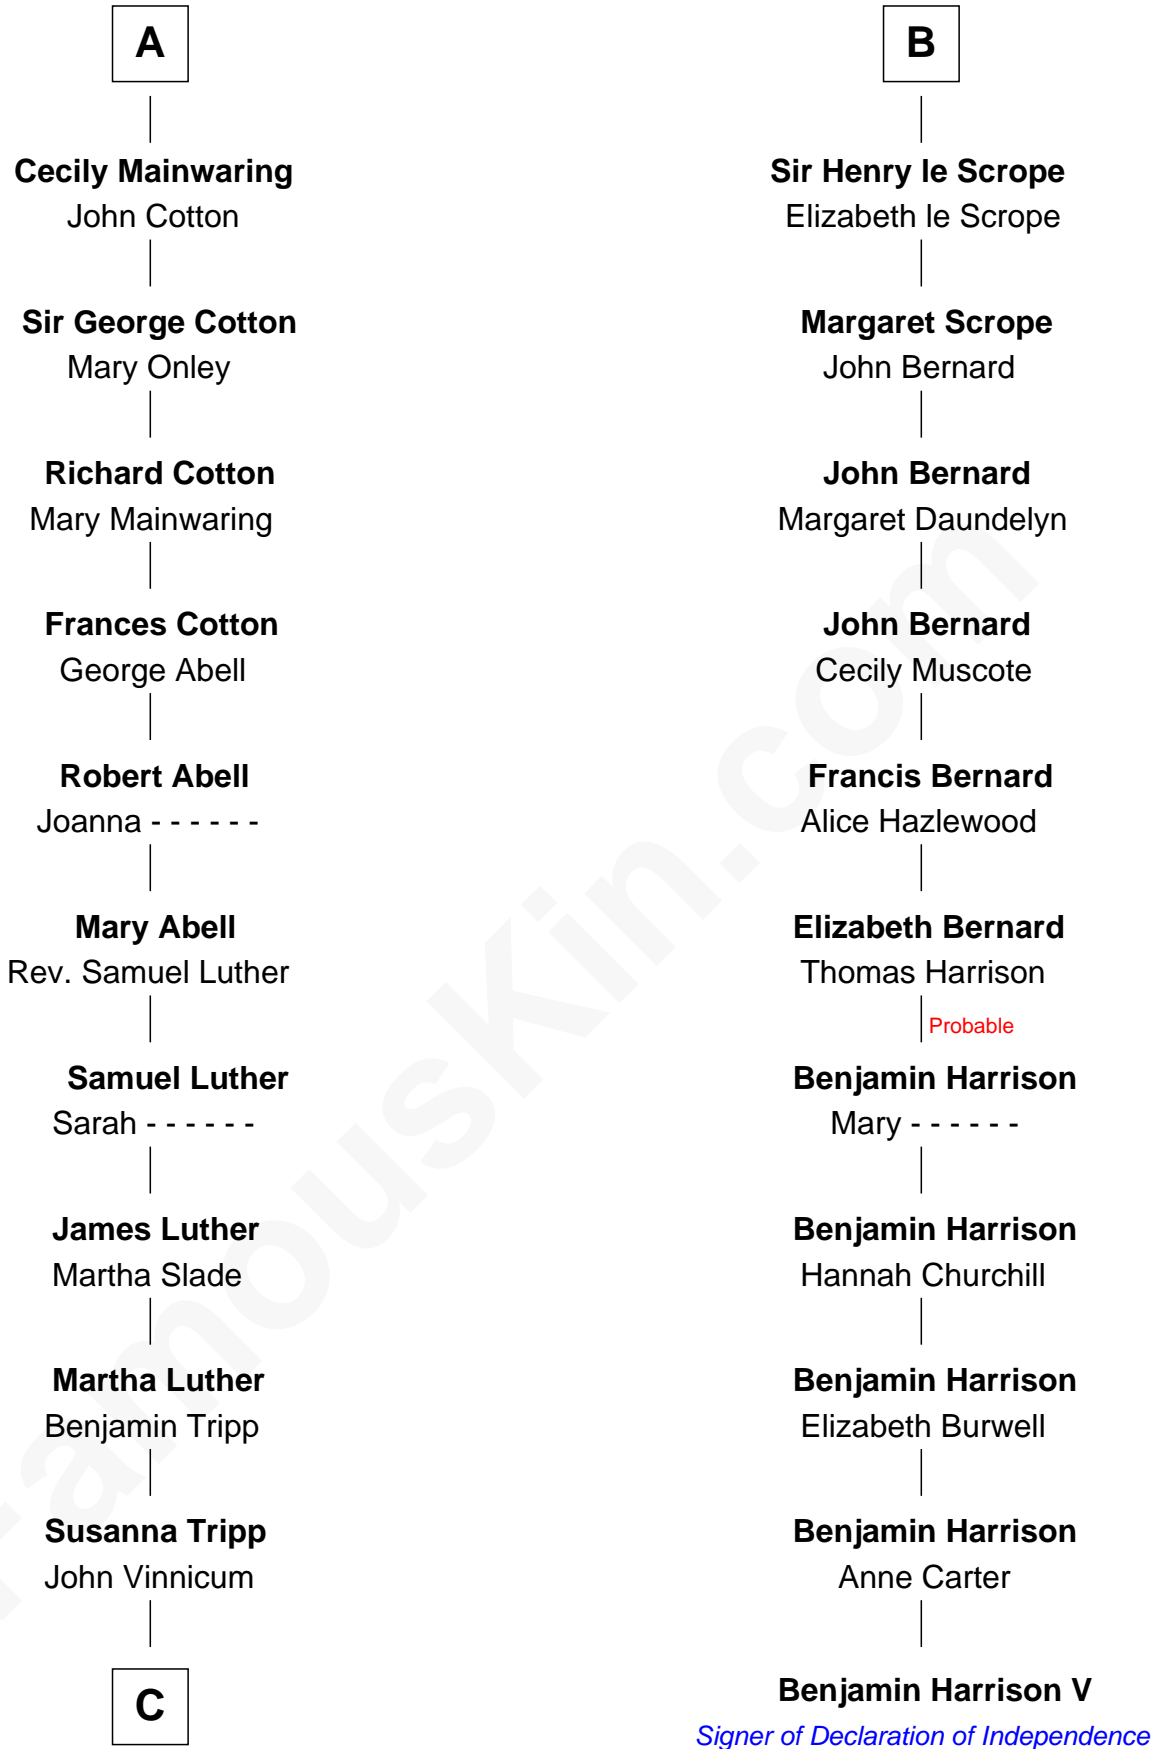 A
Cecily Mainwaring
John Cotton
Sir George Cotton
Mary Onley
Richard Cotton
Mary Mainwaring
Frances Cotton
George Abell
Robert Abell
Joanna - - - - - -
Mary Abell
Rev. Samuel Luther
Samuel Luther
Sarah - - - - - -
James Luther
Martha Slade
Martha Luther
Benjamin Tripp
Susanna Tripp
John Vinnicum
C
B
Sir Henry le Scrope
Elizabeth le Scrope
Margaret Scrope
John Bernard
John Bernard
Margaret Daundelyn
John Bernard
Cecily Muscote
Francis Bernard
Alice Hazlewood
Elizabeth Bernard
Thomas Harrison
Probable
Benjamin Harrison
Mary - - - - - -
Benjamin Harrison
Hannah Churchill
Benjamin Harrison
Elizabeth Burwell
Benjamin Harrison
Anne Carter
Benjamin Harrison V
Signer of Declaration of Independence
FamousKin.com